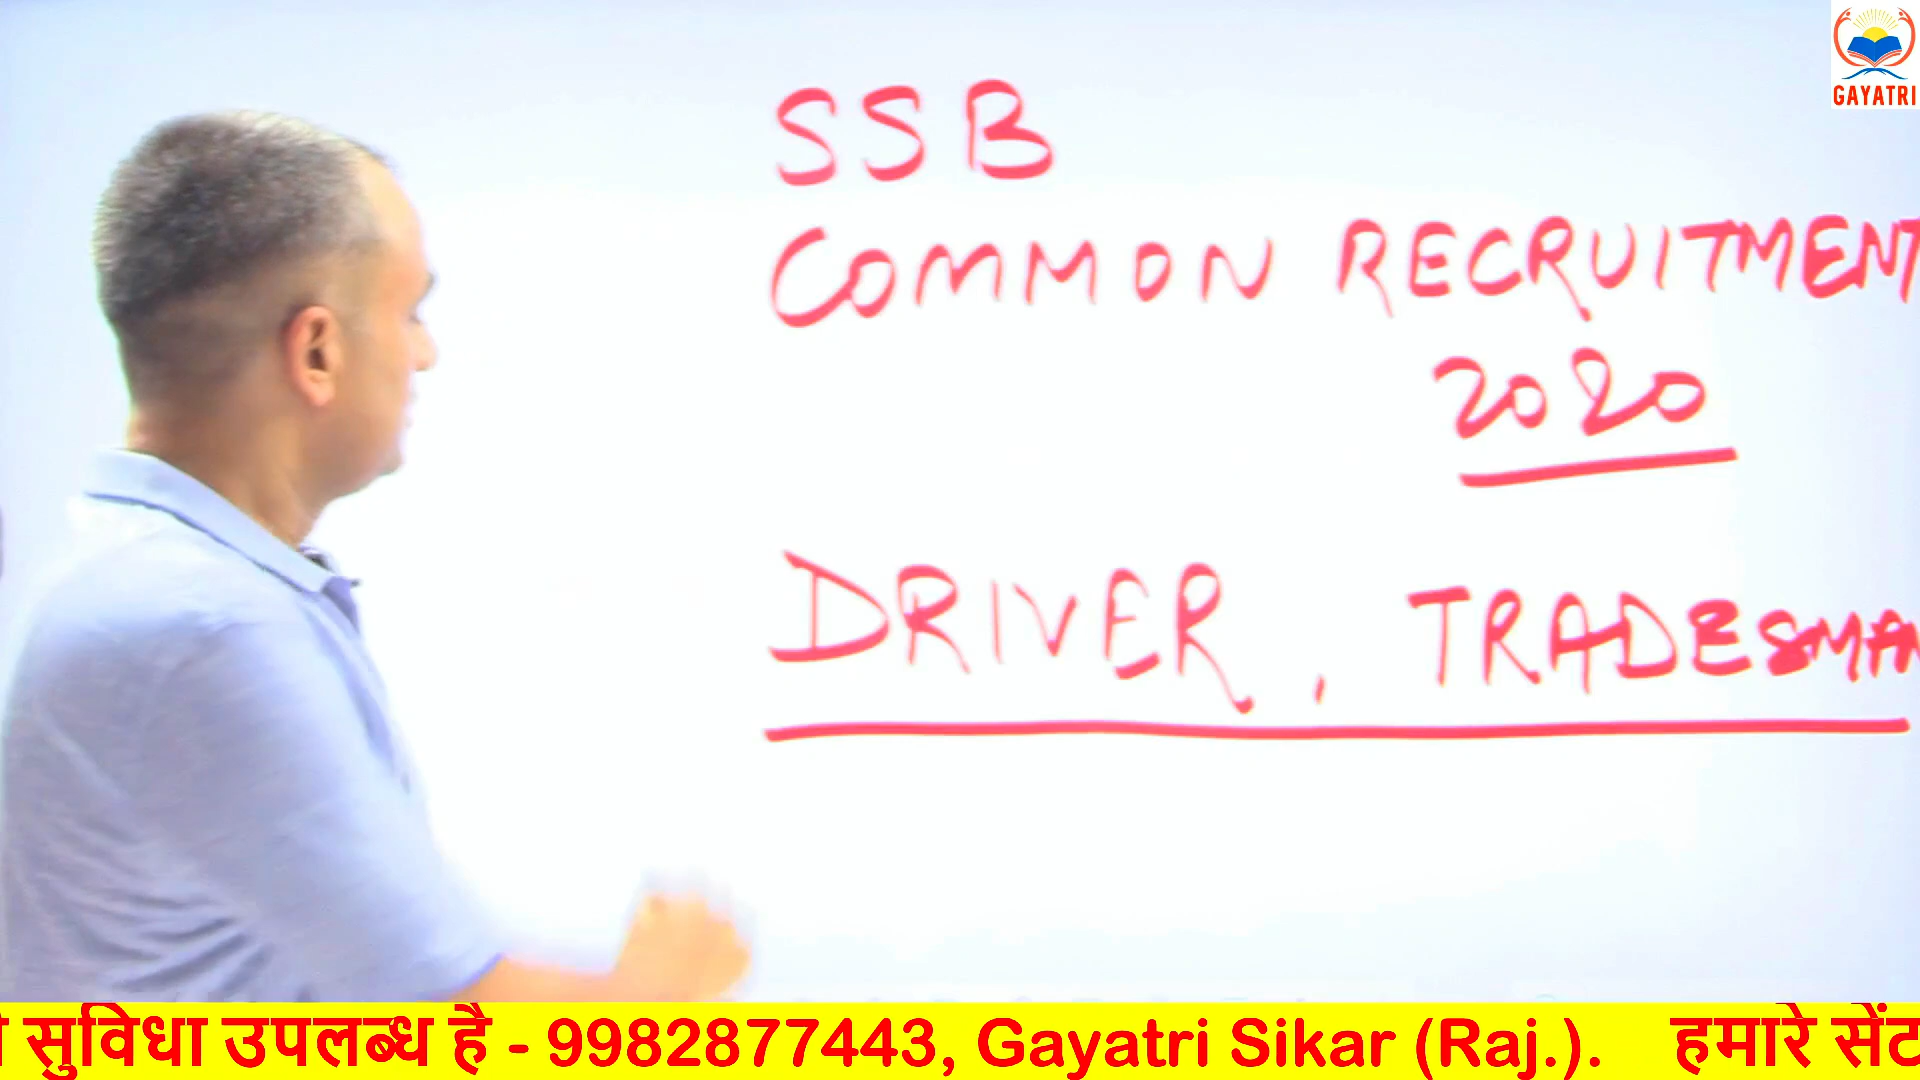 GAYATRI
SSB
COMMON RECRUITMENT
2020
DRIVER, TRADESMAN
सुविधा उपलब्ध है - 9982877443, Gayatri Sikar (Raj.). हमारे